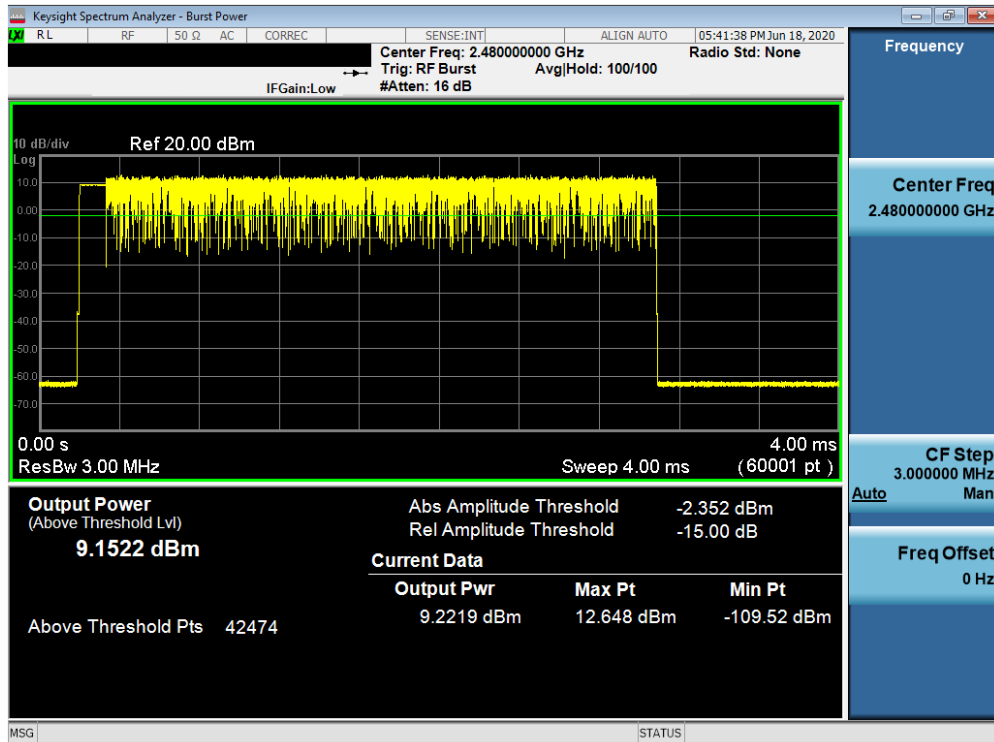 Keysight Spectrum Analyzer - Burst Power
LXI RL RF 50 Ω AC CORREC SENSE:INT ALIGN AUTO 05:41:38 PM Jun 18, 2020
Center Freq: 2.480000000 GHz Radio Std: None
Trig: RF Burst Avg|Hold: 100/100
IFGain:Low #Atten: 16 dB
Frequency
10 dB/div Ref 20.00 dBm
Log
10.0
0.00
-10.0
-20.0
-30.0
-40.0
-50.0
-60.0
-70.0
0.00 s 4.00 ms
ResBw 3.00 MHz Sweep 4.00 ms (60001 pt)
Center Freq
2.480000000 GHz
CF Step
3.000000 MHz
Auto Man
Freq Offset
0 Hz
Output Power
(Above Threshold Lvl)
9.1522 dBm
Above Threshold Pts 42474
Abs Amplitude Threshold -2.352 dBm
Rel Amplitude Threshold -15.00 dB
Current Data
Output Pwr Max Pt Min Pt
9.2219 dBm 12.648 dBm -109.52 dBm
MSG STATUS